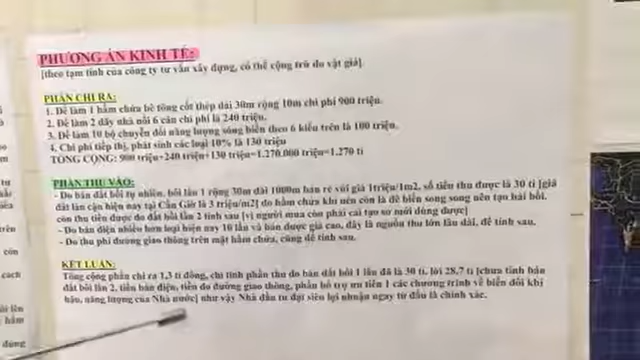 PHƯƠNG ÁN KINH TẾ:
[theo tạm tính của công ty tư vấn xây dựng, có thể cộng trừ do vật giá].
PHẦN CHI RA:
1. Để làm 1 hầm chứa bê tông cốt thép dài 30m rộng 10m chi phí 900 triệu.
2. Để làm 2 dây nhà nổi 6 căn chi phí là 240 triệu.
3. Để làm 10 bộ chuyển đổi năng lượng sóng biển theo 6 kiểu trên là 100 triệu.
4. Chi phí tiếp thị, phát sinh các loại 10% là 130 triệu
TỔNG CỘNG: 900 triệu+240 triệu+130 triệu=1.270.000 triệu=1.270 tỉ
PHẦN THU VÀO:
- Do bán đất bồi tự nhiên, bồi lần 1 rộng 30m dài 1000m bán rẻ với giá 1triệu/1m2, số tiền thu được là 30 tỉ [giá
đất lân cận hiện nay tại Cần Giờ là 3 triệu/m2] do hầm chứa khí nén còn là đê biển song song nên tạo hai bồi,
còn thu tiền được do đất bồi lần 2 tính sau [vì người mua còn phải cải tạo sơ mới dùng được]
- Do bán điện nhiều hơn loại hiện nay 10 lần và bán được giá cao, đây là nguồn thu lớn lâu dài, để tính sau.
- Do thu phí đường giao thông trên mặt hầm chứa, cũng để tính sau.
KẾT LUẬN:
Tổng cộng phần chi ra 1,3 tỉ đồng, chỉ tính phần thu do bán đất bồi 1 lần đã là 30 tỉ, lời 28,7 tỉ [chưa tính bán
đất bồi lần 2, tiền bán điện, tiền do đường giao thông, phần hỗ trợ ưu tiên 1 các chương trình về biến đổi khí
hậu, năng lượng của Nhà nước] như vậy Nhà đầu tư đạt siêu lợi nhuận ngay từ đầu là chính xác.
còn
cách
hầm
dùng